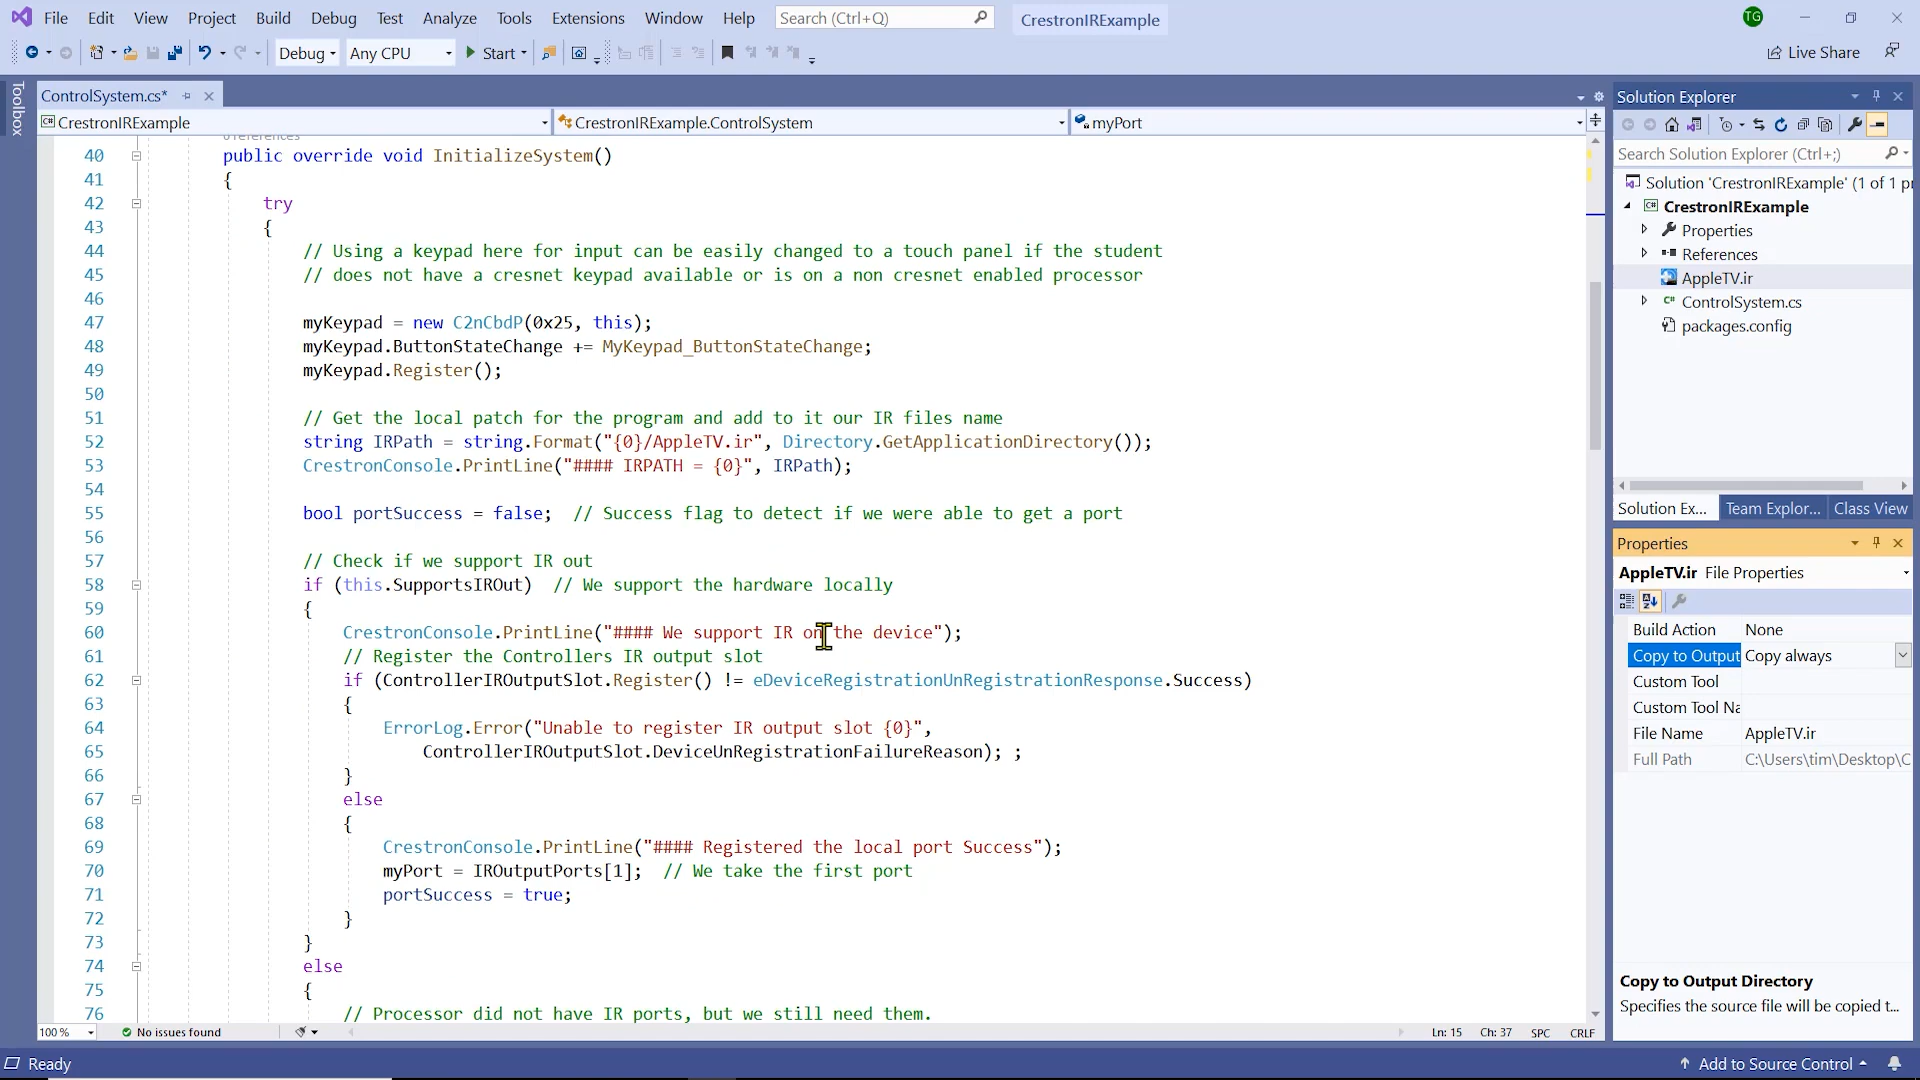 File Edit View Project Build Debug Test Analyze Tools Extensions Window Help Search (Ctrl+Q) CrestronIRExample TG
Debug Any CPU Start Live Share
Toolbox
ControlSystem.cs*
CrestronIRExample CrestronIRExample.ControlSystem myPort
0 references
40 public override void InitializeSystem()
41 {
42 try
43 {
44 // Using a keypad here for input can be easily changed to a touch panel if the student
45 // does not have a cresnet keypad available or is on a non cresnet enabled processor
46
47 myKeypad = new C2nCbdP(0x25, this);
48 myKeypad.ButtonStateChange += MyKeypad_ButtonStateChange;
49 myKeypad.Register();
50
51 // Get the local patch for the program and add to it our IR files name
52 string IRPath = string.Format("{0}/AppleTV.ir", Directory.GetApplicationDirectory());
53 CrestronConsole.PrintLine("#### IRPATH = {0}", IRPath);
54
55 bool portSuccess = false; // Success flag to detect if we were able to get a port
56
57 // Check if we support IR out
58 if (this.SupportsIROut) // We support the hardware locally
59 {
60 CrestronConsole.PrintLine("#### We support IR on the device");
61 // Register the Controllers IR output slot
62 if (ControllerIROutputSlot.Register() != eDeviceRegistrationUnRegistrationResponse.Success)
63 {
64 ErrorLog.Error("Unable to register IR output slot {0}",
65 ControllerIROutputSlot.DeviceUnRegistrationFailureReason); ;
66 }
67 else
68 {
69 CrestronConsole.PrintLine("#### Registered the local port Success");
70 myPort = IROutputPorts[1]; // We take the first port
71 portSuccess = true;
72 }
73 }
74 else
75 {
76 // Processor did not have IR ports, but we still need them.
100 % No issues found Ln: 15 Ch: 37 SPC CRLF
Solution Explorer
Search Solution Explorer (Ctrl+;)
Solution 'CrestronIRExample' (1 of 1 pr
CrestronIRExample
Properties
References
AppleTV.ir
ControlSystem.cs
packages.config
Solution Ex... Team Explor... Class View
Properties
AppleTV.ir File Properties
Build Action None
Copy to Output Copy always
Custom Tool
Custom Tool Na
File Name AppleTV.ir
Full Path C:\Users\tim\Desktop\C
Copy to Output Directory
Specifies the source file will be copied t...
Ready Add to Source Control